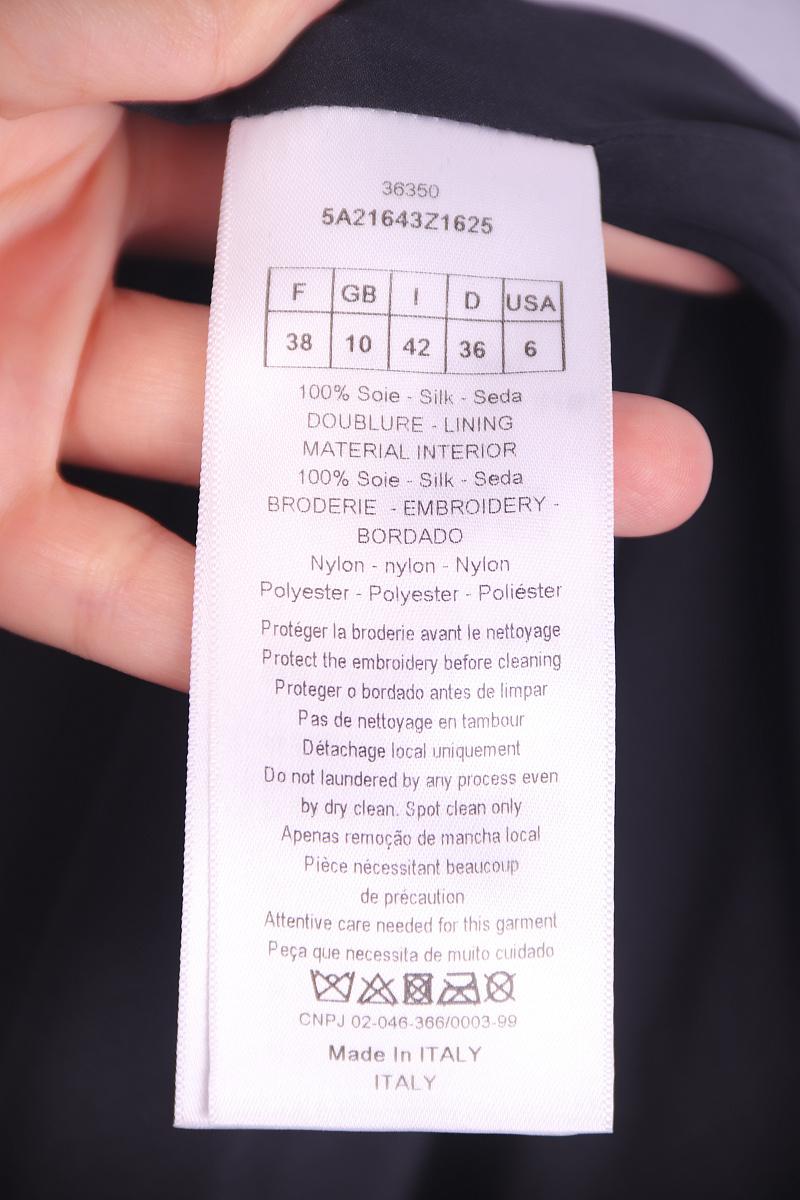 36350
5A21643Z1625
F GB I D USA
38 10 42 36 6
100% Soie - Silk - Seda
DOUBLURE - LINING
MATERIAL INTERIOR
100% Soie - Silk - Seda
BRODERIE - EMBROIDERY -
BORDADO
Nylon - nylon - Nylon
Polyester - Polyester - Poliéster
Protéger la broderie avant le nettoyage
Protect the embroidery before cleaning
Proteger o bordado antes de limpar
Pas de nettoyage en tambour
Détachage local uniquement
Do not laundered by any process even
by dry clean. Spot clean only
Apenas remoção de mancha local
Pièce nécessitant beaucoup
de précaution
Attentive care needed for this garment
Peça que necessita de muito cuidado
CNPJ 02-046-366/0003-99
Made In ITALY
ITALY